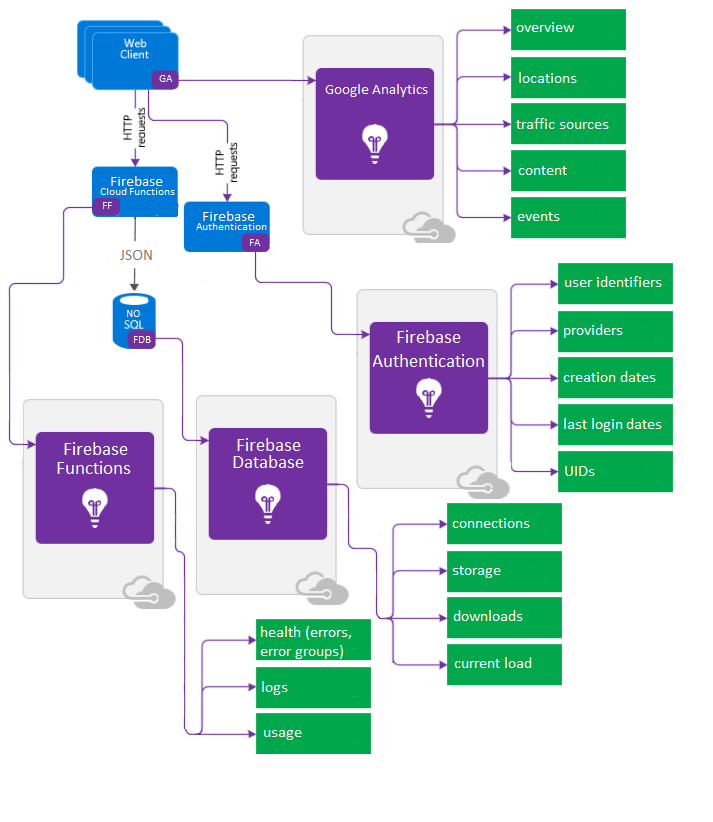 Web
Client
GA
HTTP
requests
HTTP
requests
Firebase
Cloud Functions
FF
Firebase
Authentication
FA
JSON
NO
SQL
FDB
Google Analytics
overview
locations
traffic sources
content
events
Firebase
Authentication
user identifiers
providers
creation dates
last login dates
UIDs
Firebase
Functions
Firebase
Database
connections
storage
downloads
current load
health (errors,
error groups)
logs
usage